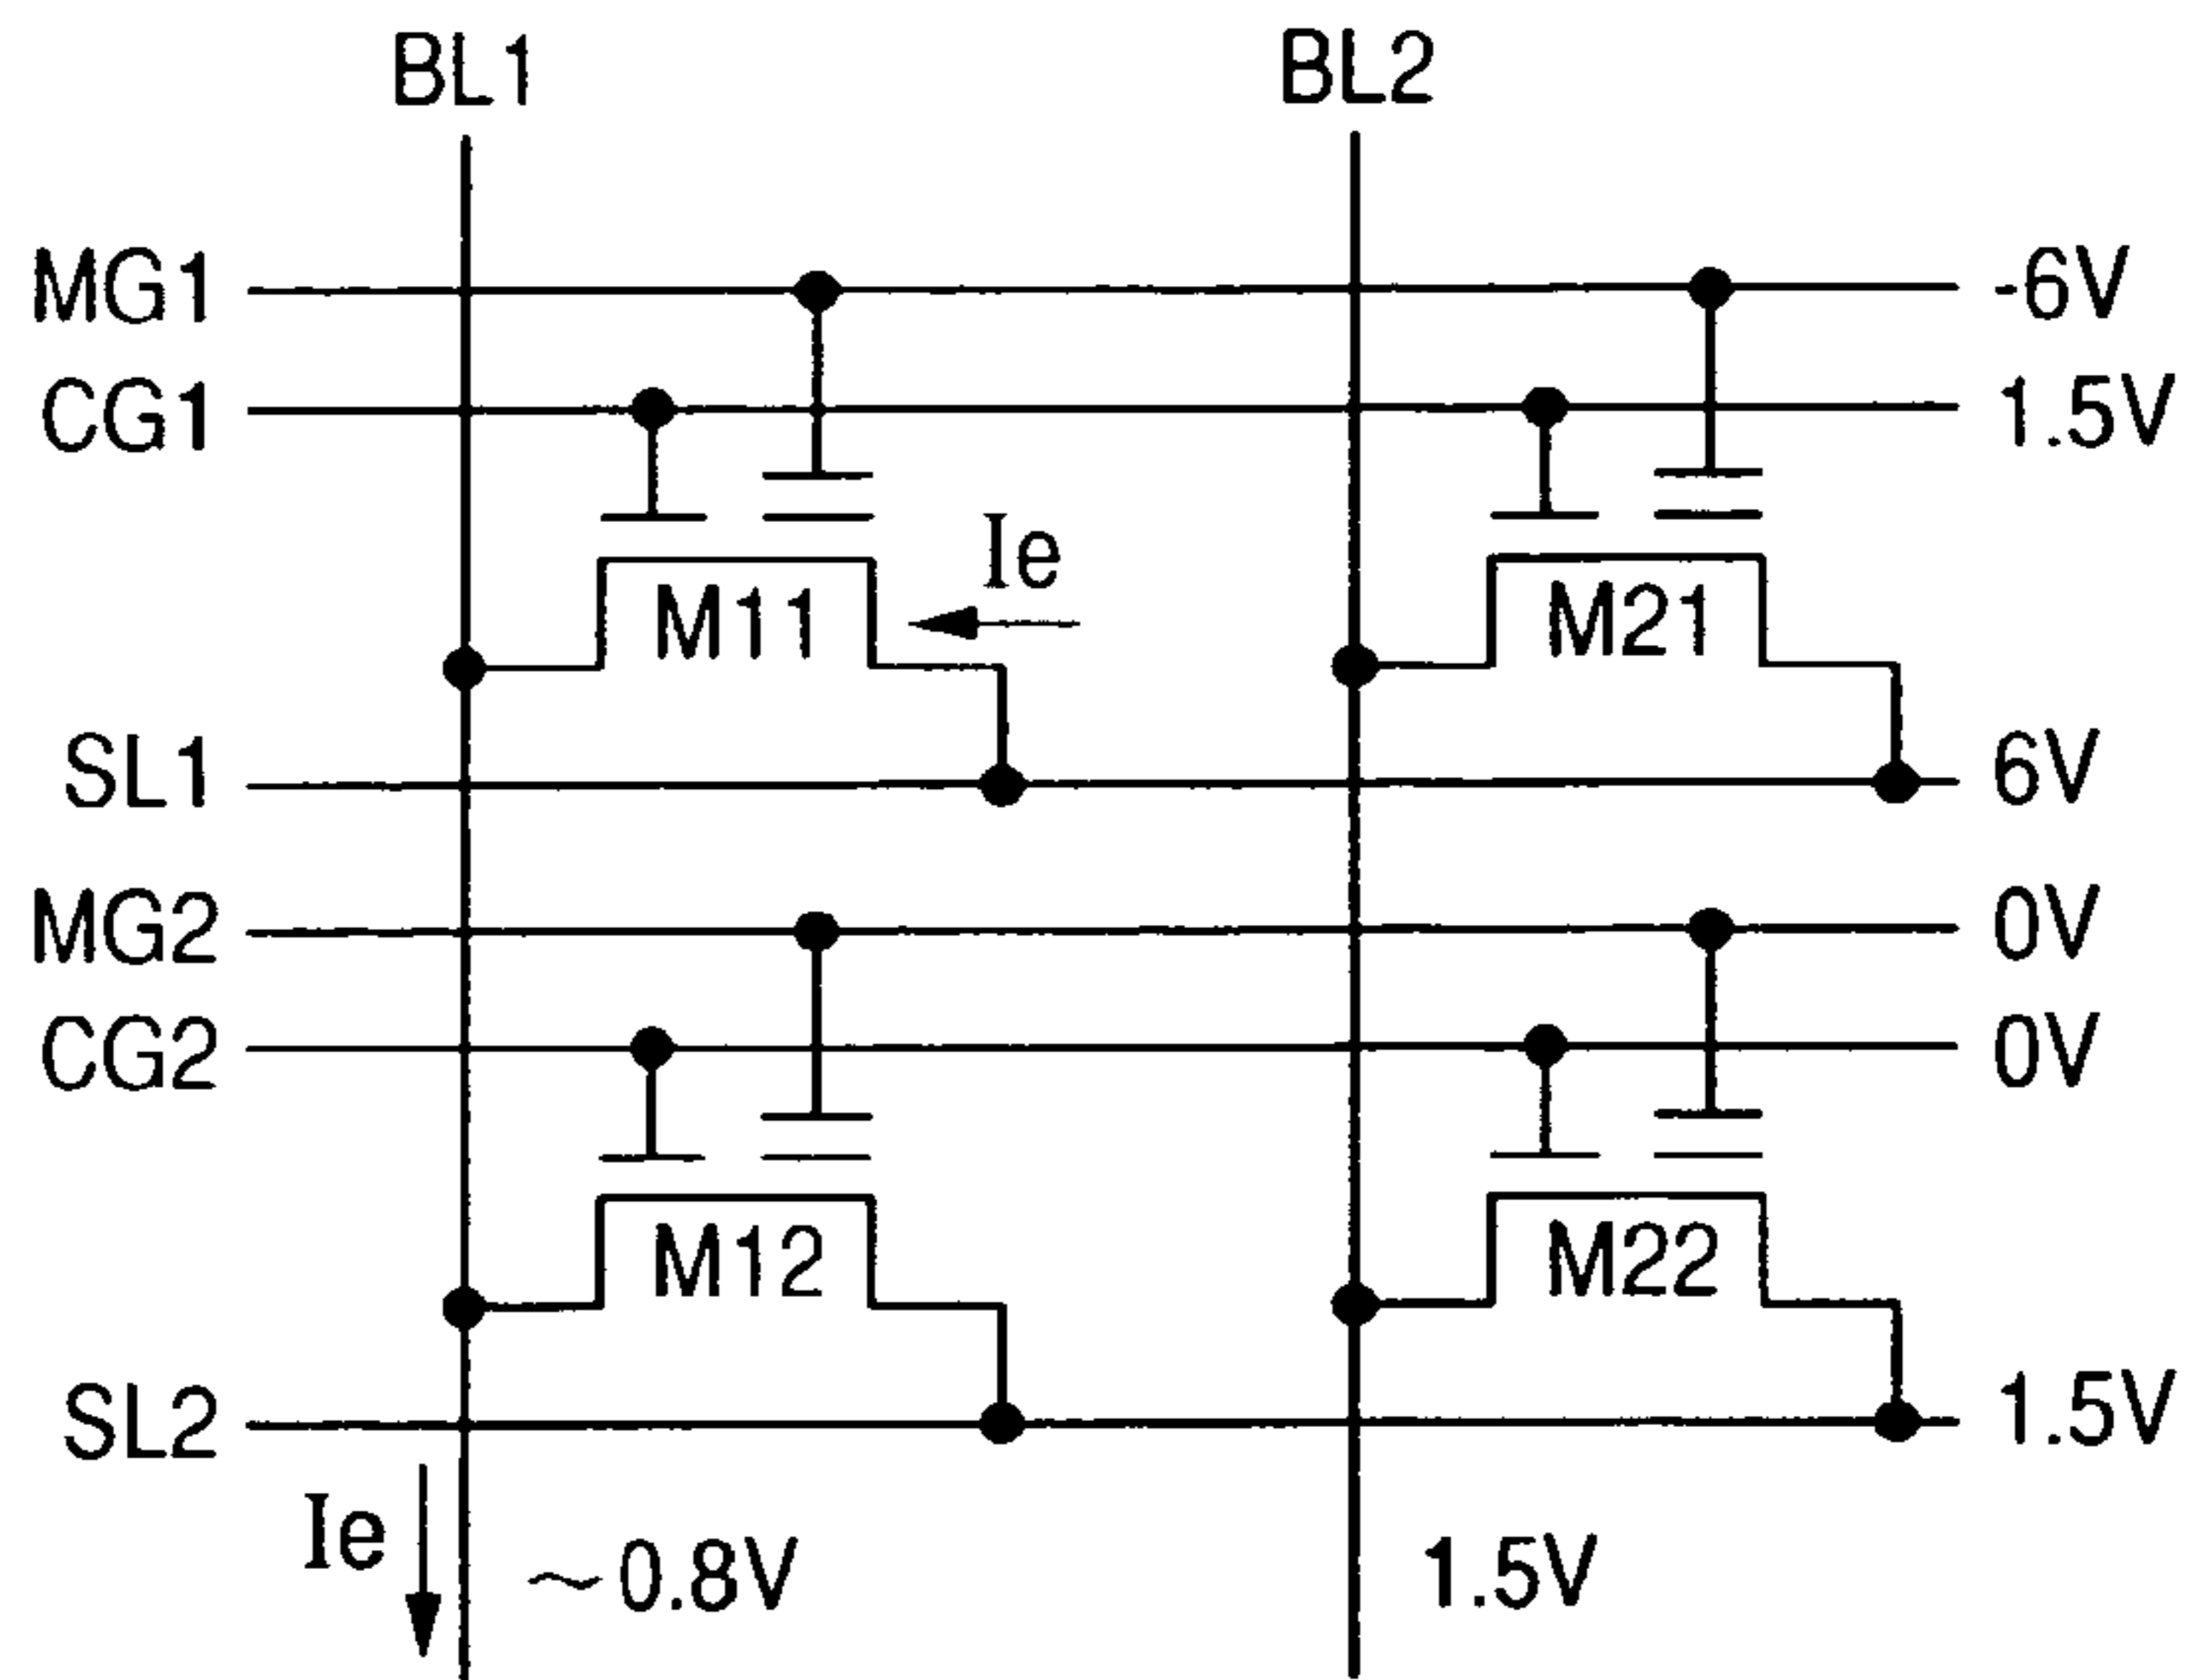 BL1 BL2
MG1 -6V
CG1 1.5V
Ie
M11 M21
SL1 6V
MG2 0V
CG2 0V
M12 M22
SL2 1.5V
Ie ~0.8V 1.5V